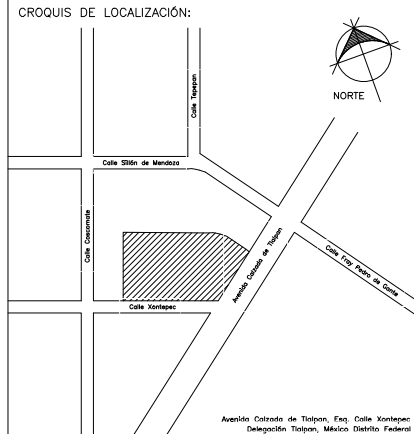 CROQUIS DE LOCALIZACIÓN:
NORTE
Calle Tepepan
Calle Sillón de Mendoza
Calle Coscomate
Avenida Calzada de Tlalpan
Calle Fray Pedro de Gante
Calle Xontepec
Avenida Calzada de Tlalpan, Esq. Calle Xontepec
Delegación Tlalpan, México Distrito Federal